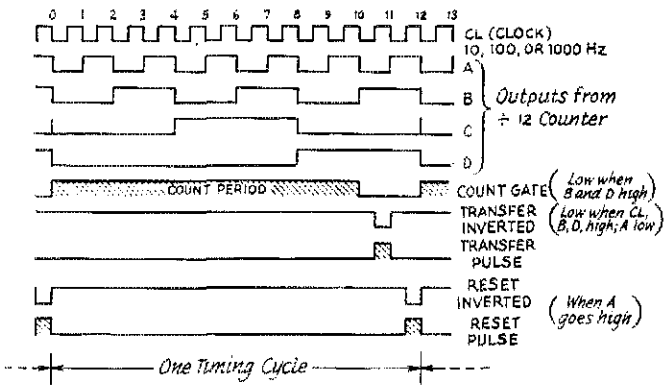 0 1 2 3 4 5 6 7 8 9 10 11 12 13
CL (CLOCK)
10, 100, OR 1000 Hz
A
B
C
D
Outputs from
÷ 12 Counter
COUNT PERIOD
COUNT GATE (Low when
B and D high)
TRANSFER
INVERTED (Low when CL,
B, D, high; A low)
TRANSFER
PULSE
RESET
INVERTED
(When A
goes high)
RESET
PULSE
One Timing Cycle